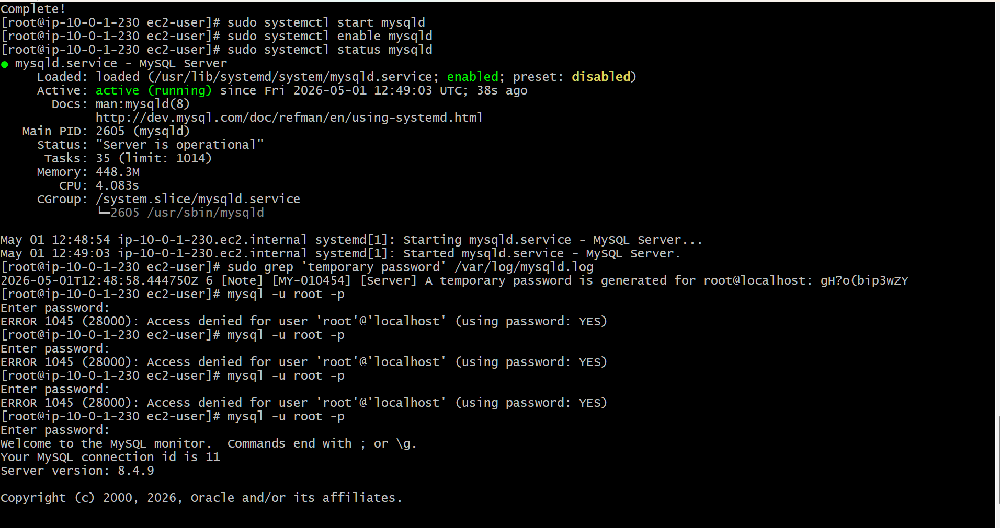 Complete!
[root@ip-10-0-1-230 ec2-user]# sudo systemctl start mysqld
[root@ip-10-0-1-230 ec2-user]# sudo systemctl enable mysqld
[root@ip-10-0-1-230 ec2-user]# sudo systemctl status mysqld
● mysqld.service - MySQL Server
     Loaded: loaded (/usr/lib/systemd/system/mysqld.service; enabled; preset: disabled)
     Active: active (running) since Fri 2026-05-01 12:49:03 UTC; 38s ago
       Docs: man:mysqld(8)
             http://dev.mysql.com/doc/refman/en/using-systemd.html
   Main PID: 2605 (mysqld)
     Status: "Server is operational"
      Tasks: 35 (limit: 1014)
     Memory: 448.3M
        CPU: 4.083s
     CGroup: /system.slice/mysqld.service
             └─2605 /usr/sbin/mysqld

May 01 12:48:54 ip-10-0-1-230.ec2.internal systemd[1]: Starting mysqld.service - MySQL Server...
May 01 12:49:03 ip-10-0-1-230.ec2.internal systemd[1]: Started mysqld.service - MySQL Server.
[root@ip-10-0-1-230 ec2-user]# sudo grep 'temporary password' /var/log/mysqld.log
2026-05-01T12:48:58.444750Z 6 [Note] [MY-010454] [Server] A temporary password is generated for root@localhost: gH?o(bip3wZY
[root@ip-10-0-1-230 ec2-user]# mysql -u root -p
Enter password:
ERROR 1045 (28000): Access denied for user 'root'@'localhost' (using password: YES)
[root@ip-10-0-1-230 ec2-user]# mysql -u root -p
Enter password:
ERROR 1045 (28000): Access denied for user 'root'@'localhost' (using password: YES)
[root@ip-10-0-1-230 ec2-user]# mysql -u root -p
Enter password:
ERROR 1045 (28000): Access denied for user 'root'@'localhost' (using password: YES)
[root@ip-10-0-1-230 ec2-user]# mysql -u root -p
Enter password:
Welcome to the MySQL monitor.  Commands end with ; or \g.
Your MySQL connection id is 11
Server version: 8.4.9

Copyright (c) 2000, 2026, Oracle and/or its affiliates.